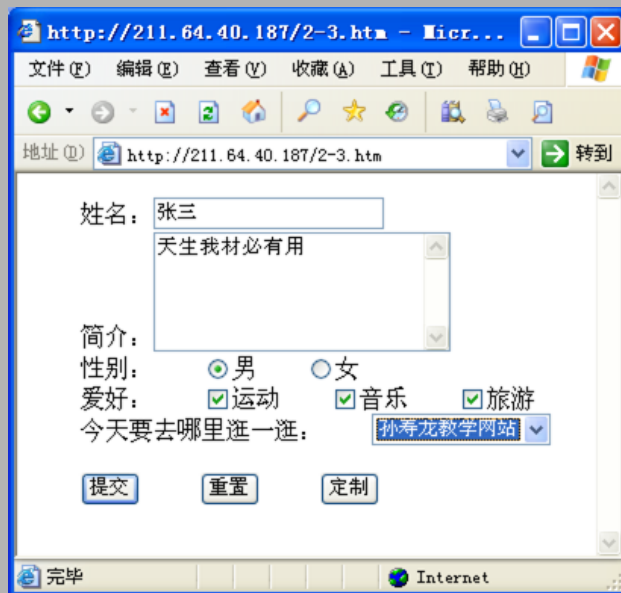 http://211.64.40.187/2-3.htm - Micr...
文件(F) 编辑(E) 查看(V) 收藏(A) 工具(T) 帮助(H)
地址(D) http://211.64.40.187/2-3.htm 转到
姓名：张三
天生我材必有用
简介：
性别： 男 女
爱好： 运动 音乐 旅游
今天要去哪里逛一逛： 孙寿龙教学网站
提交 重置 定制
完毕 Internet